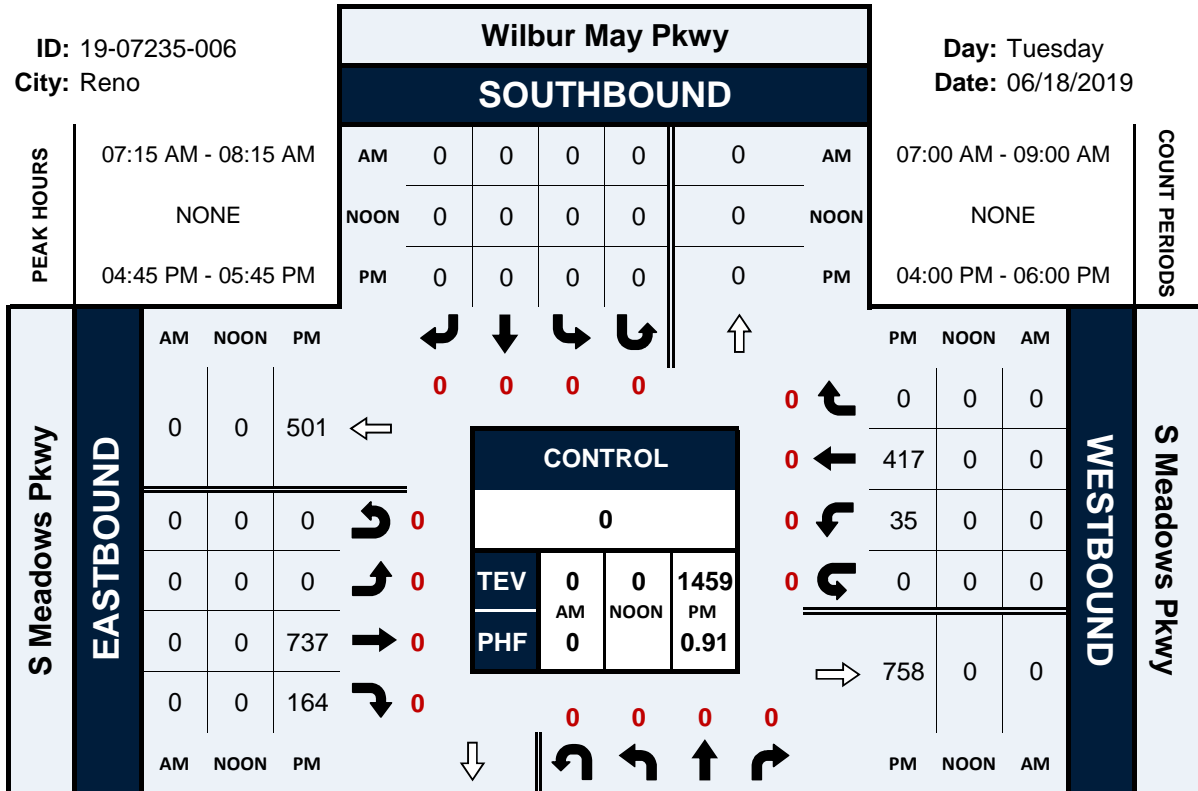 ID: 19-07235-006
City: Reno
Wilbur May Pkwy
SOUTHBOUND
Day: Tuesday
Date: 06/18/2019
PEAK HOURS
07:15 AM - 08:15 AM
NONE
04:45 PM - 05:45 PM
AM 0 0 0 0 0 AM
NOON 0 0 0 0 0 NOON
PM 0 0 0 0 0 PM
07:00 AM - 09:00 AM
NONE
04:00 PM - 06:00 PM
COUNT PERIODS
0 0 0 0
S Meadows Pkwy
EASTBOUND
AM NOON PM
0 0 501
0 0 0 0
0 0 0 0
0 0 737 0
0 0 164 0
AM NOON PM
CONTROL
0
TEV 0 0 1459
AM NOON PM
PHF 0 0.91
PM NOON AM
0 0 0 0
0 417 0 0
0 35 0 0
0 0 0 0
758 0 0
PM NOON AM
WESTBOUND
S Meadows Pkwy
0 0 0 0